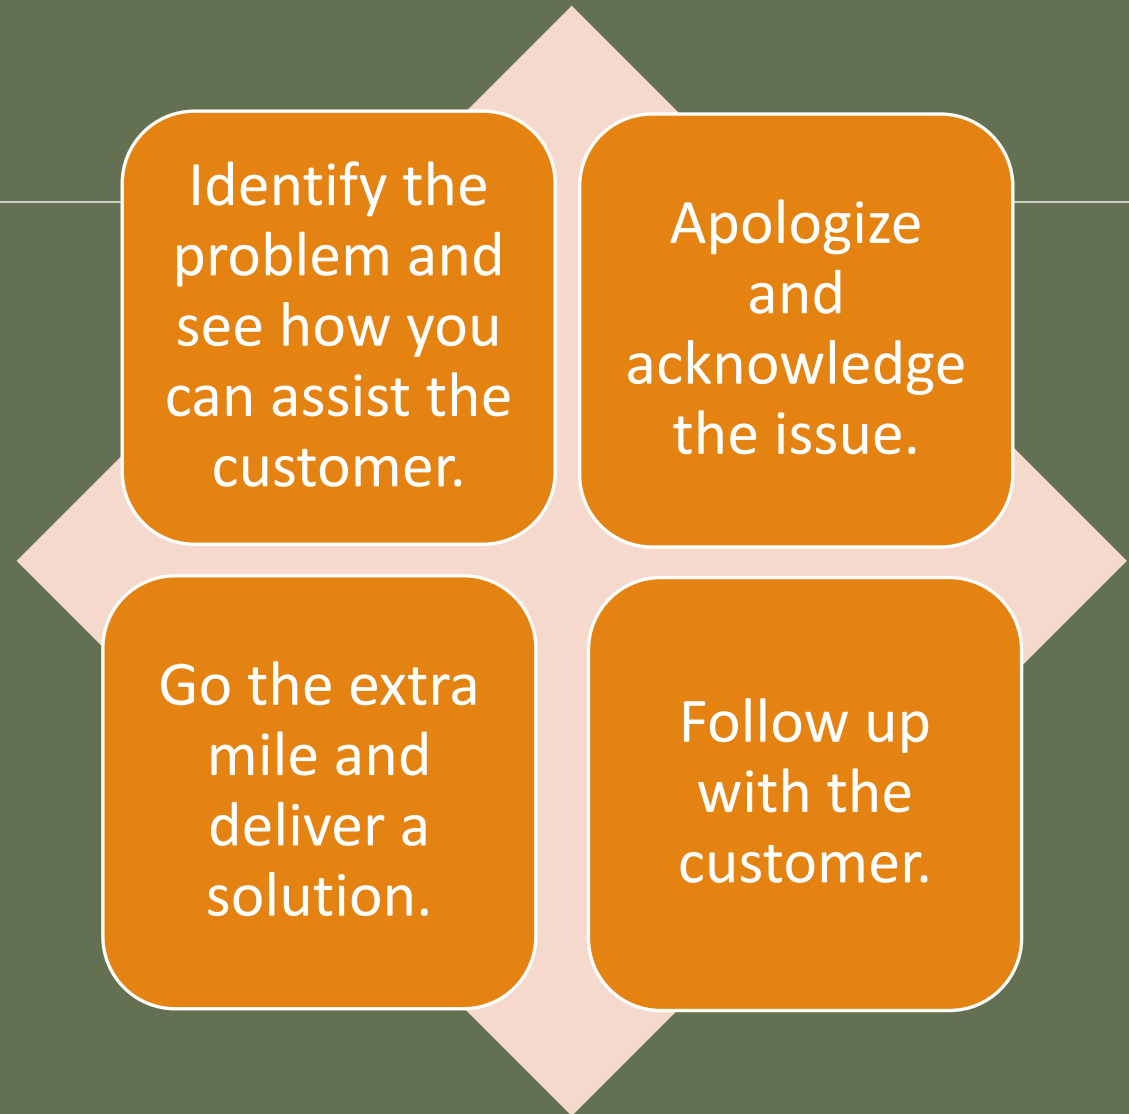 Identify the
problem and
see how you
can assist the
customer.
Apologize
and
acknowledge
the issue.
Go the extra
mile and
deliver a
solution.
Follow up
with the
customer.